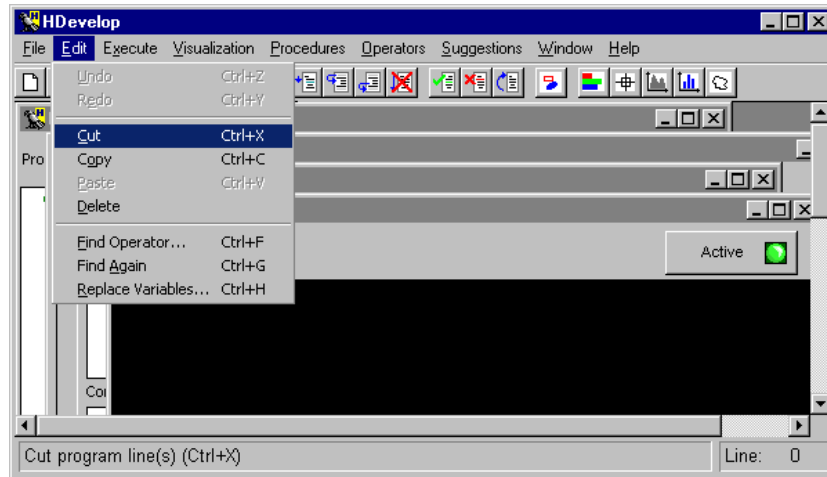 HDevelop
File Edit Execute Visualization Procedures Operators Suggestions Window Help
Undo Ctrl+Z
Redo Ctrl+Y
Cut Ctrl+X
Pro
Copy Ctrl+C
Paste Ctrl+V
Delete
Find Operator... Ctrl+F
Active
Find Again Ctrl+G
Replace Variables... Ctrl+H
Co
Cut program line(s) (Ctrl+X) Line: 0